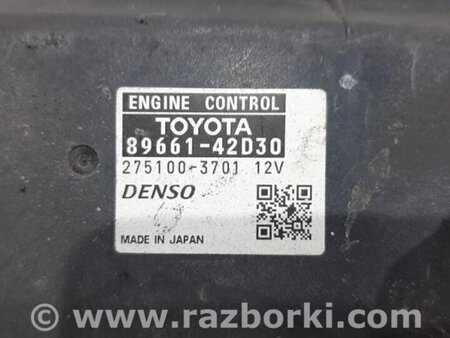 ENGINE CONTROL
TOYOTA
89661-42D30
275100-3701 12V
DENSO
MADE IN JAPAN
© www.razborki.com